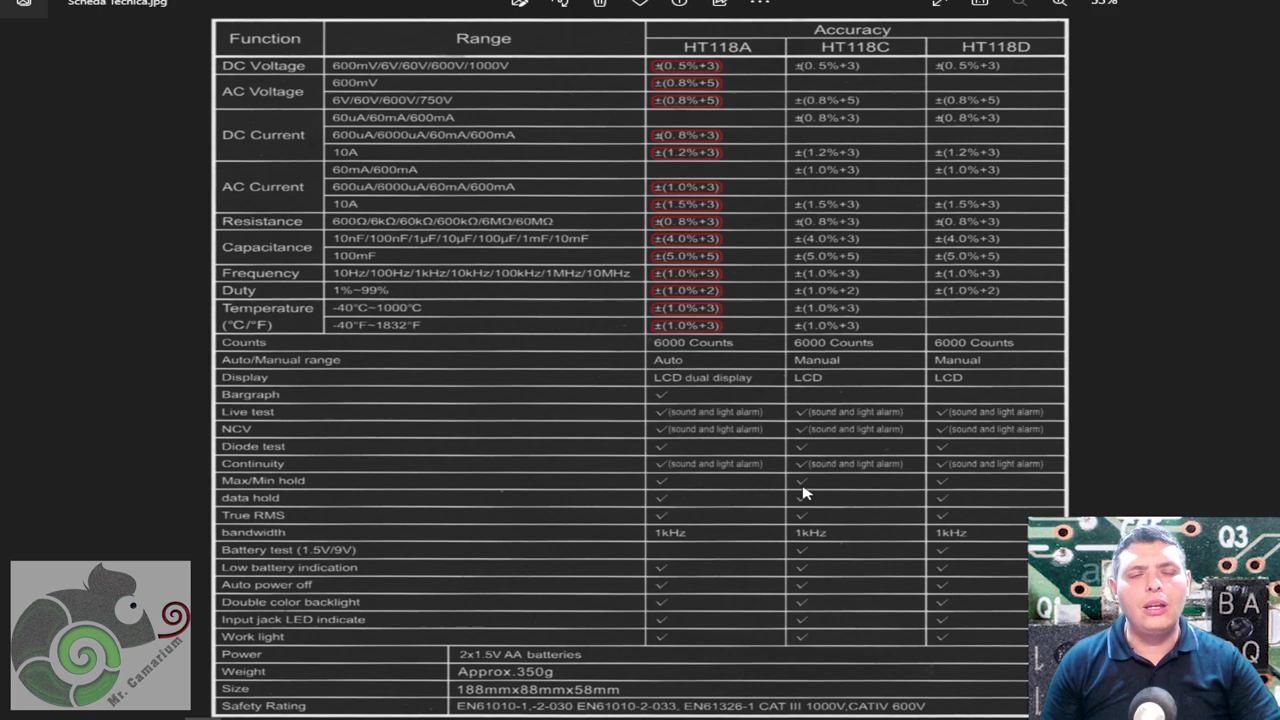 Scheda Tecnica.jpg
53%
Function Range Accuracy
HT118A HT118C HT118D
DC Voltage 600mV/6V/60V/600V/1000V ±(0.5%+3) ±(0.5%+3) ±(0.5%+3)
AC Voltage 600mV ±(0.8%+5)
6V/60V/600V/750V ±(0.8%+5) ±(0.8%+5) ±(0.8%+5)
DC Current 60uA/60mA/600mA ±(0.8%+3) ±(0.8%+3)
600uA/6000uA/60mA/600mA ±(0.8%+3)
10A ±(1.2%+3) ±(1.2%+3) ±(1.2%+3)
AC Current 60mA/600mA ±(1.0%+3) ±(1.0%+3)
600uA/6000uA/60mA/600mA ±(1.0%+3)
10A ±(1.5%+3) ±(1.5%+3) ±(1.5%+3)
Resistance 600Ω/6kΩ/60kΩ/600kΩ/6MΩ/60MΩ ±(0.8%+3) ±(0.8%+3) ±(0.8%+3)
Capacitance 10nF/100nF/1μF/10μF/100μF/1mF/10mF ±(4.0%+3) ±(4.0%+3) ±(4.0%+3)
100mF ±(5.0%+5) ±(5.0%+5) ±(5.0%+5)
Frequency 10Hz/100Hz/1kHz/10kHz/100kHz/1MHz/10MHz ±(1.0%+3) ±(1.0%+3) ±(1.0%+3)
Duty 1%~99% ±(1.0%+2) ±(1.0%+2) ±(1.0%+2)
Temperature -40℃~1000℃ ±(1.0%+3) ±(1.0%+3)
(℃/℉) -40℉~1832℉ ±(1.0%+3) ±(1.0%+3)
Counts 6000 Counts 6000 Counts 6000 Counts
Auto/Manual range Auto Manual Manual
Display LCD dual display LCD LCD
Bargraph ✓
Live test ✓(sound and light alarm) ✓(sound and light alarm) ✓(sound and light alarm)
NCV ✓(sound and light alarm) ✓(sound and light alarm) ✓(sound and light alarm)
Diode test ✓ ✓ ✓
Continuity ✓(sound and light alarm) ✓(sound and light alarm) ✓(sound and light alarm)
Max/Min hold ✓ ✓ ✓
data hold ✓ ✓ ✓
True RMS ✓ ✓ ✓
bandwidth 1kHz 1kHz 1kHz
Battery test (1.5V/9V) ✓ ✓
Low battery indication ✓ ✓ ✓
Auto power off ✓ ✓ ✓
Double color backlight ✓ ✓ ✓
Input jack LED indicate ✓ ✓ ✓
Work light ✓ ✓ ✓
Power 2x1.5V AA batteries
Weight Approx.350g
Size 188mmx88mmx58mm
Safety Rating EN61010-1,-2-030 EN61010-2-033, EN61326-1 CAT III 1000V,CATIV 600V
Mr. Camarium
Q3
Q1
B A
Q